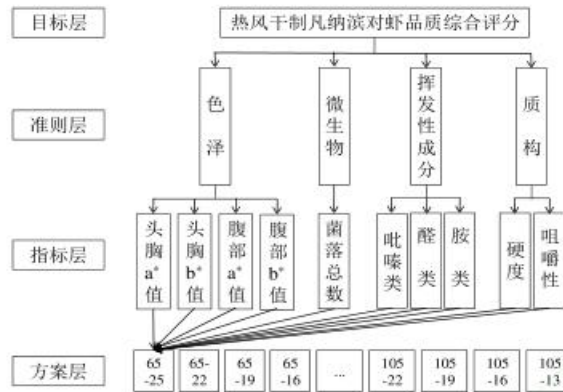 目标层
热风干制凡纳滨对虾品质综合评分
准则层
色泽
微生物
挥发性成分
质构
指标层
头胸a*值
头胸b*值
腹部a*值
腹部b*值
菌落总数
吡嗪类
醛类
胺类
硬度
咀嚼性
方案层
65-25
65-22
65-19
65-16
...
105-22
105-19
105-16
105-13